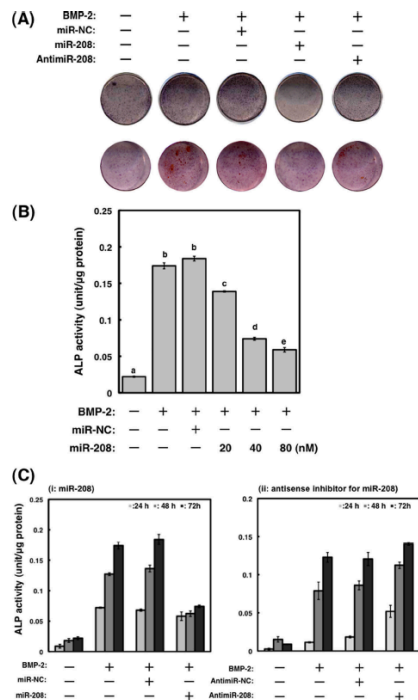 (A)
BMP-2: — + + + +
miR-NC: — — + — —
miR-208: — — — + —
AntimiR-208: — — — — +
(B)
ALP activity (unit/μg protein)
0.2
0.15
0.1
0.05
0
a
b
b
c
d
e
BMP-2: — + + + + +
miR-NC: — — + — — —
miR-208: — — — 20 40 80 (nM)
(C)
(i: miR-208)
:24 h :48 h :72h
ALP activity (unit/μg protein)
0.2
0.15
0.1
0.05
0
BMP-2: — + + +
miR-NC: — — + —
miR-208: — — — +
(ii: antisense inhibitor for miR-208)
:24 h :48 h :72h
0.2
0.15
0.1
0.05
0
BMP-2: — + + +
AntimiR-NC: — — + —
AntimiR-208: — — — +